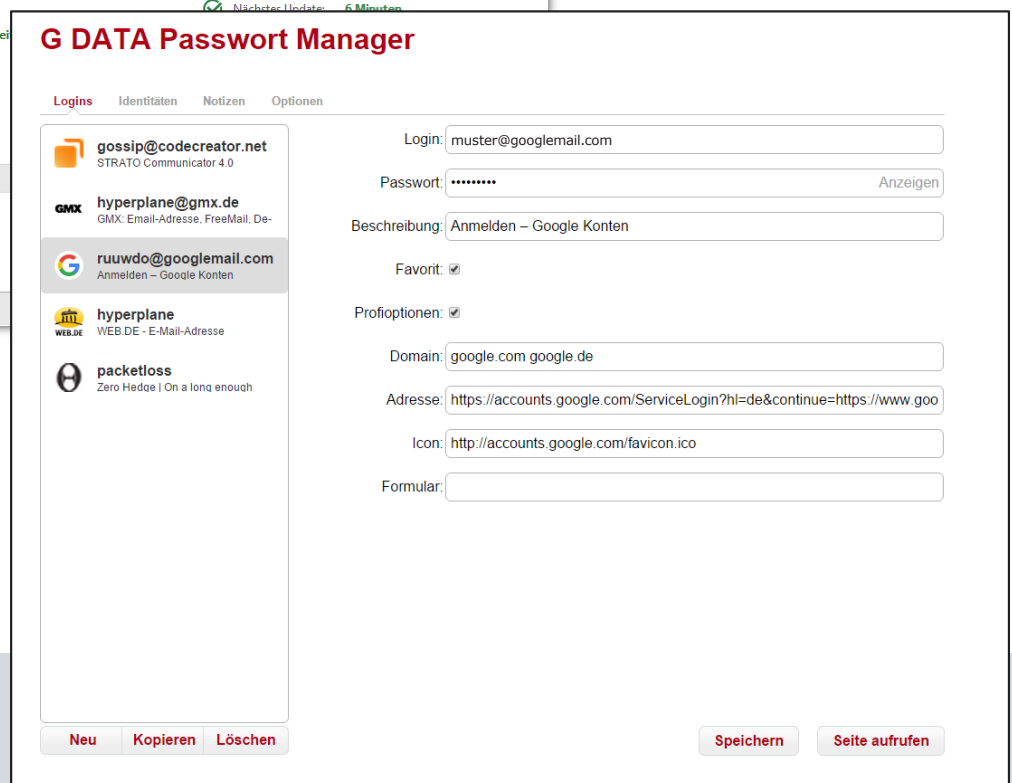 Nächstes Update: 6 Minuten
ei
G DATA Passwort Manager
Logins Identitäten Notizen Optionen
gossip@codecreator.net
STRATO Communicator 4.0
GMX
hyperplane@gmx.de
GMX: Email-Adresse, FreeMail, De-
ruuwdo@googlemail.com
Anmelden – Google Konten
WEB.DE
hyperplane
WEB.DE - E-Mail-Adresse
packetloss
Zero Hedge | On a long enough
Neu Kopieren Löschen
Login: muster@googlemail.com
Passwort: ••••••••• Anzeigen
Beschreibung: Anmelden – Google Konten
Favorit:
Profioptionen:
Domain: google.com google.de
Adresse: https://accounts.google.com/ServiceLogin?hl=de&continue=https://www.goo
Icon: http://accounts.google.com/favicon.ico
Formular:
Speichern Seite aufrufen